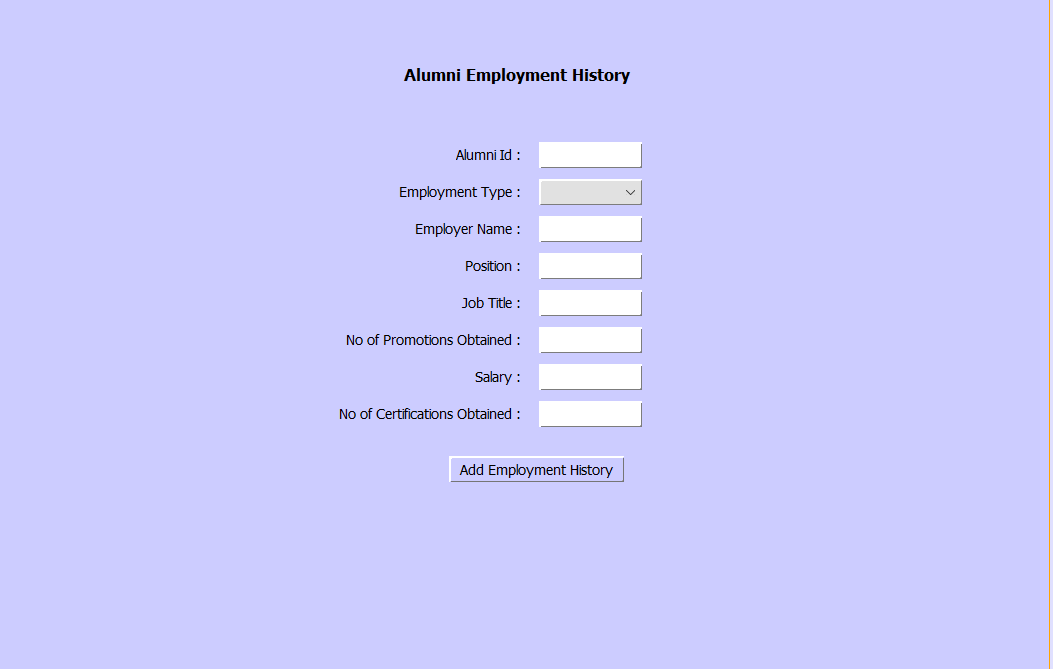 Alumni Employment History
Alumni Id :
Employment Type :
Employer Name :
Position :
Job Title :
No of Promotions Obtained :
Salary :
No of Certifications Obtained :
Add Employment History